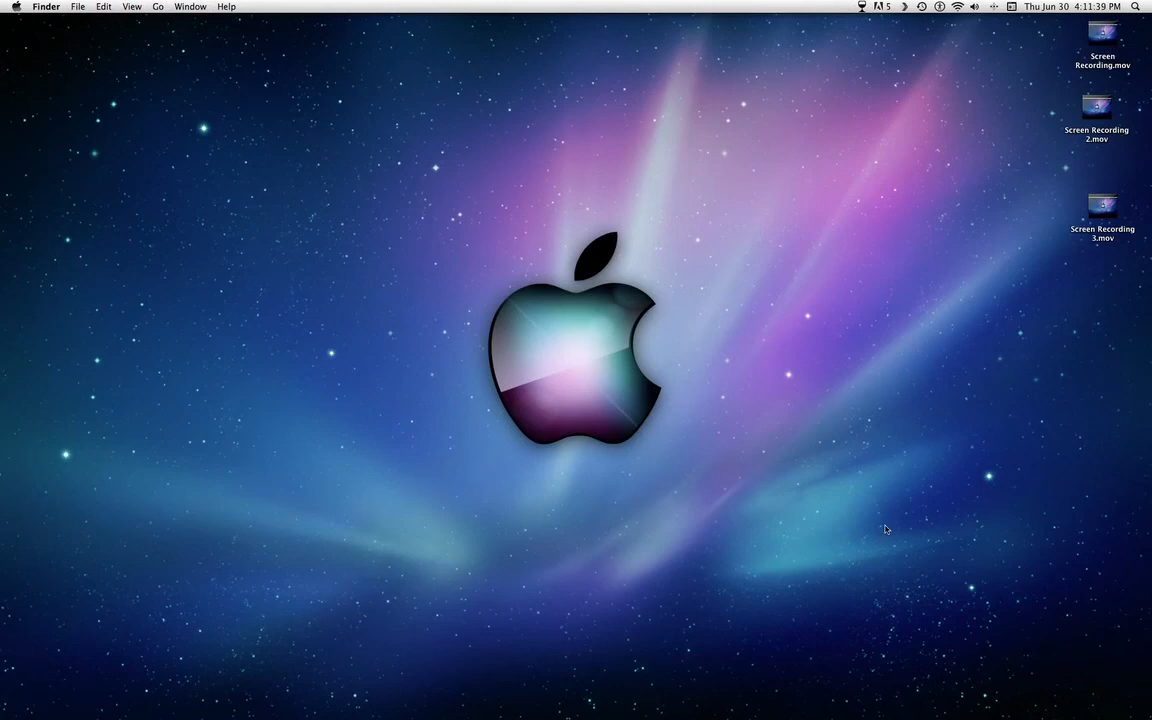 Finder File Edit View Go Window Help 5 Thu Jun 30 4:11:39 PM
Screen
Recording.mov
Screen Recording
2.mov
Screen Recording
3.mov